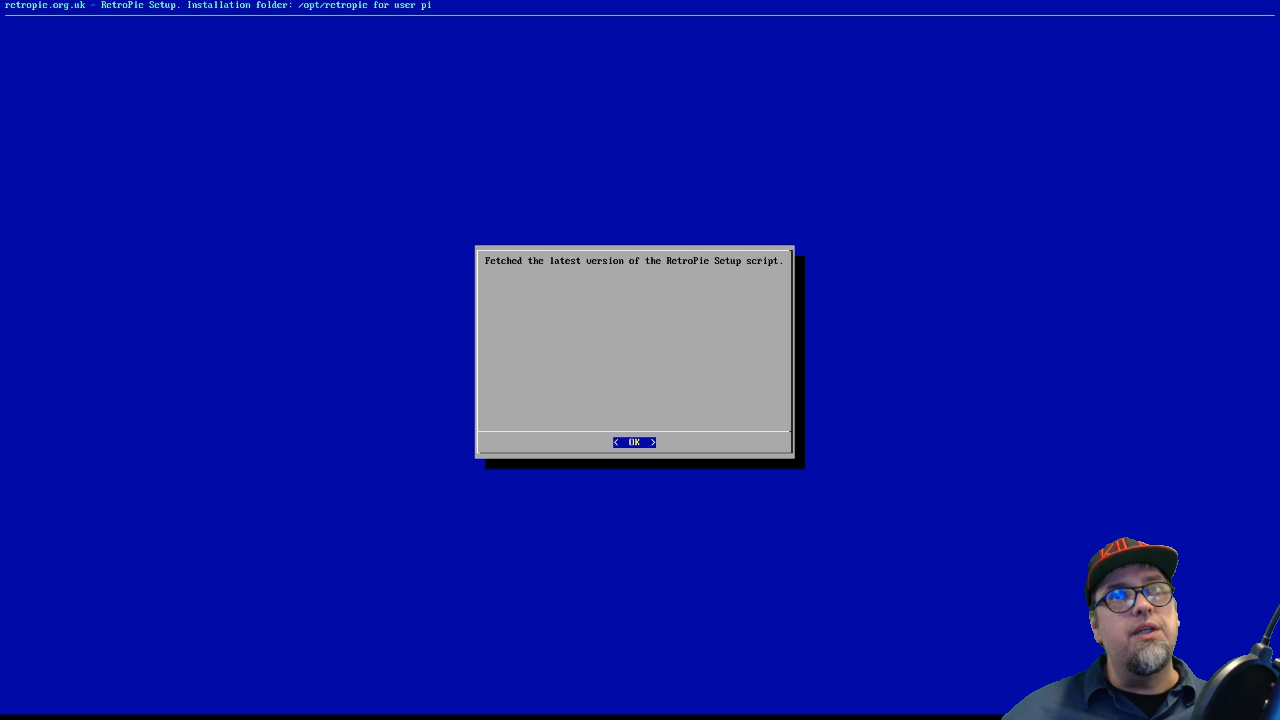 retropie.org.uk - RetroPie Setup. Installation folder: /opt/retropie for user pi
Fetched the latest version of the RetroPie Setup script.
< OK >